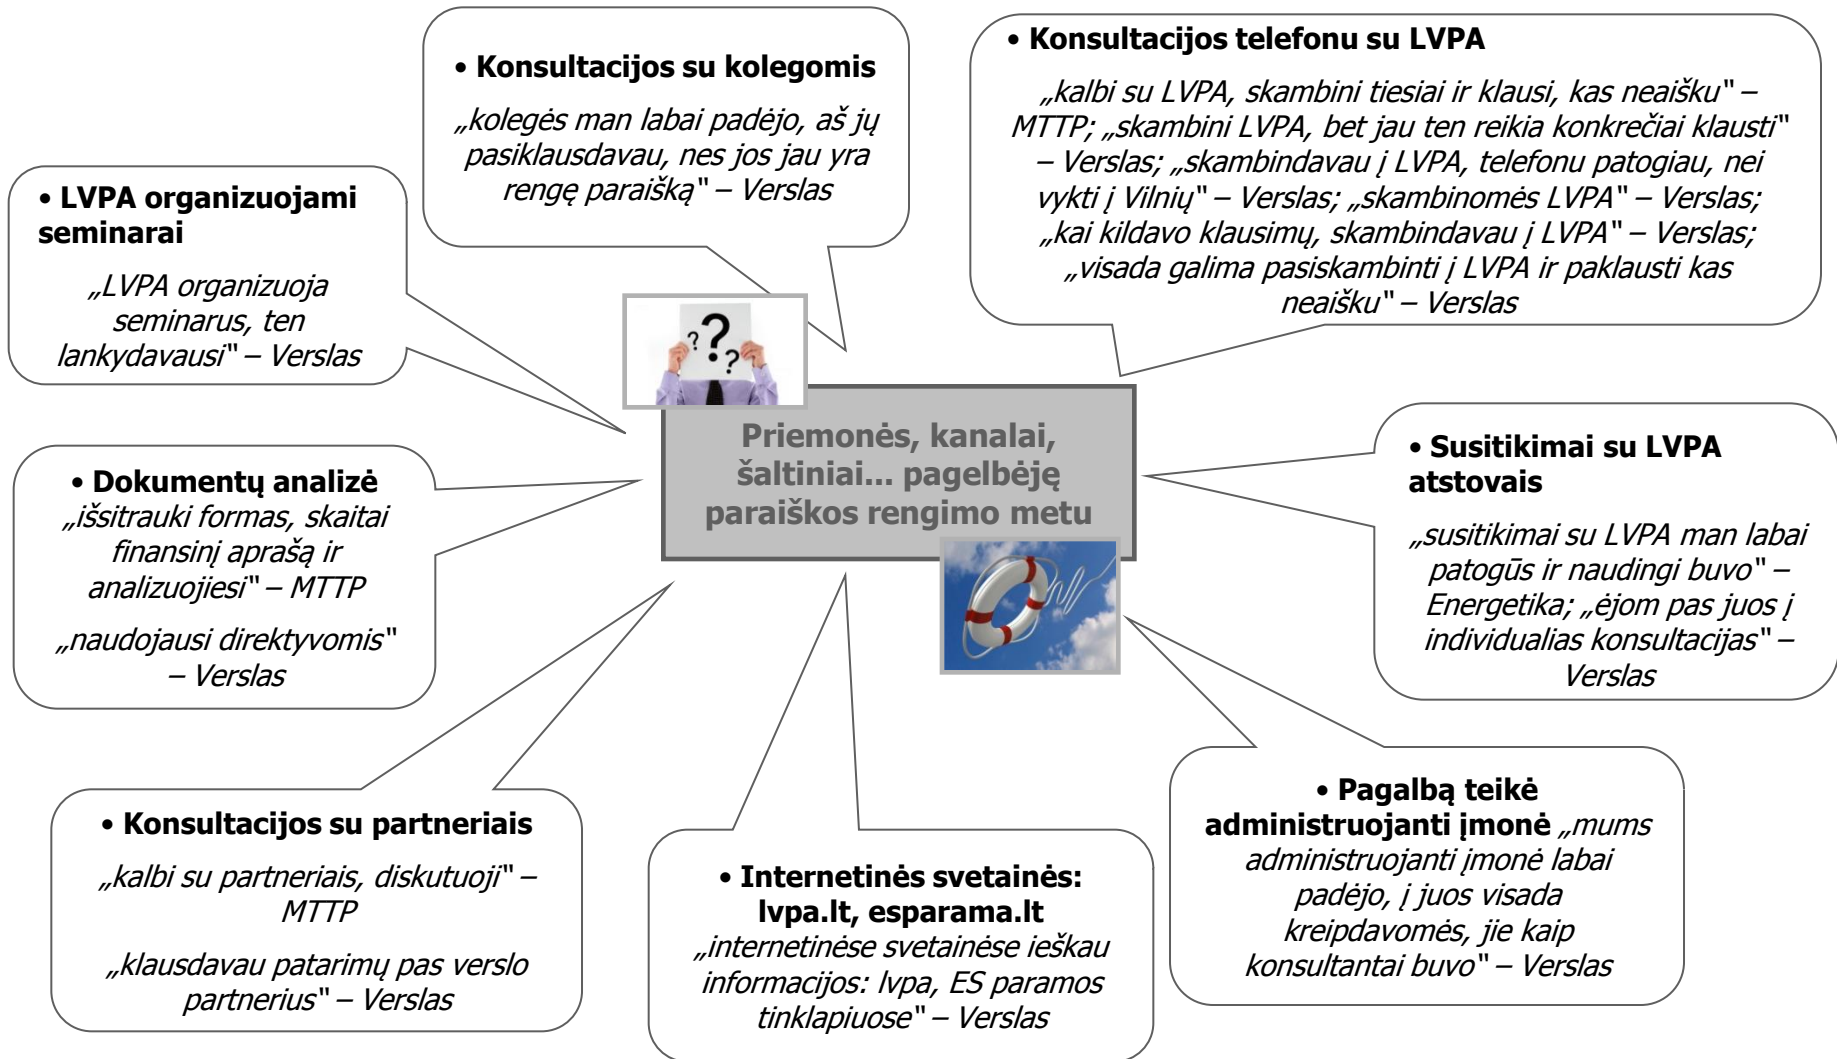 • Konsultacijos su kolegomis
„kolegės man labai padėjo, aš jų
pasiklausdavau, nes jos jau yra
rengę paraišką“ – Verslas
• Konsultacijos telefonu su LVPA
„kalbi su LVPA, skambini tiesiai ir klausi, kas neaišku“ –
MTTP; „skambini LVPA, bet jau ten reikia konkrečiai klausti“
– Verslas; „skambindavau į LVPA, telefonu patogiau, nei
vykti į Vilnių“ – Verslas; „skambinomės LVPA“ – Verslas;
„kai kildavo klausimų, skambindavau į LVPA“ – Verslas;
„visada galima pasiskambinti į LVPA ir paklausti kas
neaišku“ – Verslas
• LVPA organizuojami
seminarai
„LVPA organizuoja
seminarus, ten
lankydavausi“ – Verslas
? ? ?
Priemonės, kanalai,
šaltiniai... pagelbėję
paraiškos rengimo metu
• Dokumentų analizė
„išsitrauki formas, skaitai
finansinį aprašą ir
analizuojiesi“ – MTTP
„naudojausi direktyvomis“
– Verslas
• Susitikimai su LVPA
atstovais
„susitikimai su LVPA man labai
patogūs ir naudingi buvo“ –
Energetika; „ėjom pas juos į
individualias konsultacijas“ –
Verslas
• Konsultacijos su partneriais
„kalbi su partneriais, diskutuoji“ –
MTTP
„klausdavau patarimų pas verslo
partnerius“ – Verslas
• Internetinės svetainės:
lvpa.lt, esparama.lt
„internetinėse svetainėse ieškau
informacijos: lvpa, ES paramos
tinklapiuose“ – Verslas
• Pagalbą teikė
administruojanti įmonė „mums
administruojanti įmonė labai
padėjo, į juos visada
kreipdavomės, jie kaip
konsultantai buvo“ – Verslas